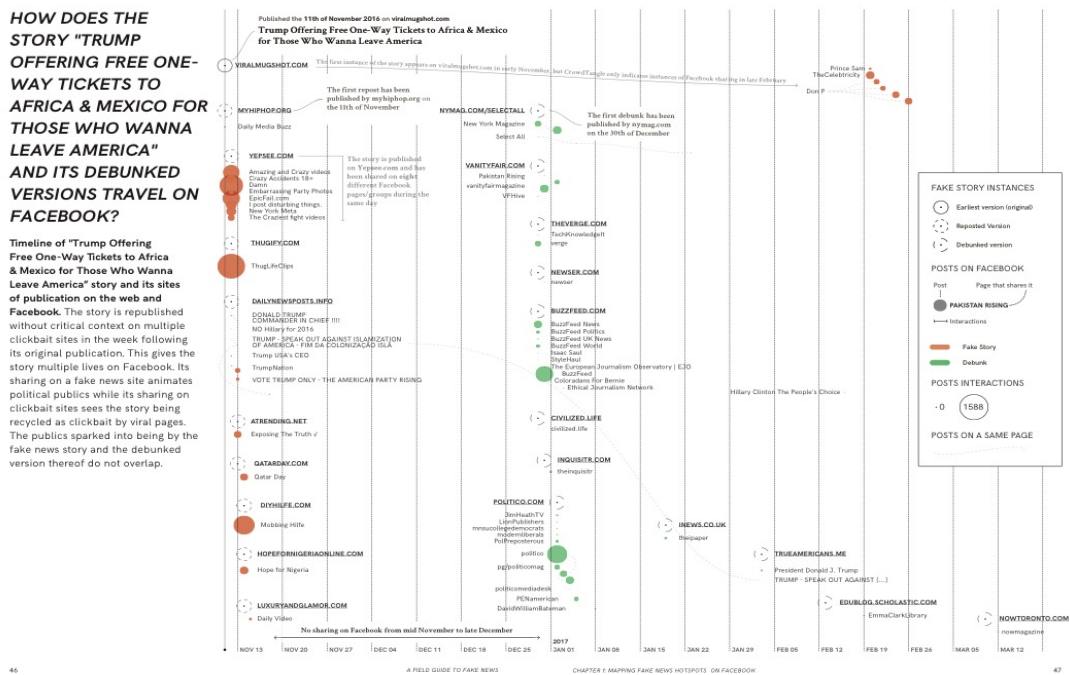 HOW DOES THE
STORY "TRUMP
OFFERING FREE ONE-
WAY TICKETS TO
AFRICA & MEXICO FOR
THOSE WHO WANNA
LEAVE AMERICA"
AND ITS DEBUNKED
VERSIONS TRAVEL ON
FACEBOOK?
Timeline of "Trump Offering
Free One-Way Tickets to Africa
& Mexico for Those Who Wanna
Leave America" story and its sites
of publication on the web and
Facebook. The story is republished
without critical context on multiple
clickbait sites in the week following
its original publication. This gives the
story multiple lives on Facebook. Its
sharing on a fake news site animates
political publics while its sharing on
clickbait sites sees the story being
recycled as clickbait by viral pages.
The publics sparked into being by the
fake news story and the debunked
version thereof do not overlap.
Published the 11th of November 2016 on viralmugshot.com
Trump Offering Free One-Way Tickets to Africa & Mexico
for Those Who Wanna Leave America
VIRALMUGSHOT.COM
The first instance of the story appears on viralmugshot.com in early November, but CrowdTangle only indicates instances of Facebook sharing in late February
Prince Sam
TheCelebtricity
Don P
MYHIPHOP.ORG
Daily Media Buzz
The first repost has been
published by myhiphop.org on
the 11th of November
YEPSEE.COM
Amazing and Crazy videos
Crazy Accidents 18+
Damn
Embarrassing Party Photos
EpicFail.com
I post disturbing things.
New York Meta
The Craziest fight videos
The story is published
on Yepsee.com and has
been shared on eight
different Facebook
pages/groups during the
same day
THUGIFY.COM
ThugLifeClips
DAILYNEWSPOSTS.INFO
DONALD TRUMP
COMMANDER IN CHIEF !!!!
NO Hillary for 2016
TRUMP - SPEAK OUT AGAINST ISLAMIZATION
OF AMERICA - FIM DA COLONIZAÇÃO ISLÃ
Trump USA's CEO
TrumpNation
VOTE TRUMP ONLY - THE AMERICAN PARTY RISING
ATRENDING.NET
Exposing The Truth √
QATARDAY.COM
Qatar Day
DIYHILFE.COM
Mobbing Hilfe
HOPEFORNIGERIAONLINE.COM
Hope for Nigeria
LUXURYANDGLAMOR.COM
Daily Video
NYMAG.COM/SELECTALL
New York Magazine
Select All
The first debunk has been
published by nymag.com
on the 30th of December
VANITYFAIR.COM
Pakistan Rising
vanityfairmagazine
VFHive
THEVERGE.COM
TechKnowledgeIt
verge
NEWSER.COM
newser
BUZZFEED.COM
BuzzFeed News
BuzzFeed Politics
BuzzFeed UK News
BuzzFeed World
Isaac Saul
StyleHaul
The European Journalism Observatory | EJO
BuzzFeed
Coloradans For Bernie
Ethical Journalism Network
Hillary Clinton The People's Choice
CIVILIZED.LIFE
civilized.life
INQUISITR.COM
theinquisitr
POLITICO.COM
JimHeathTV
LionPublishers
mnsucollegedemocrats
modernliberals
PolPreposterous
politico
pg/politicomag
politicomediadesk
PENamerican
DavidWilliamBateman
INEWS.CO.UK
theipaper
TRUEAMERICANS.ME
President Donald J. Trump
TRUMP - SPEAK OUT AGAINST [...]
EDUBLOG.SCHOLASTIC.COM
EmmaClarkLibrary
NOWTORONTO.COM
nowmagazine
FAKE STORY INSTANCES
Earliest version (original)
Reposted Version
Debunked version
POSTS ON FACEBOOK
Post
Page that shares it
PAKISTAN RISING
Interactions
Fake Story
Debunk
POSTS INTERACTIONS
0
1588
POSTS ON A SAME PAGE
No sharing on Facebook from mid November to late December
2017
NOV 13
NOV 20
NOV 27
DEC 04
DEC 11
DEC 18
DEC 25
JAN 01
JAN 08
JAN 15
JAN 22
JAN 29
FEB 05
FEB 12
FEB 19
FEB 26
MAR 05
MAR 12
46
A FIELD GUIDE TO FAKE NEWS
CHAPTER 1: MAPPING FAKE NEWS HOTSPOTS ON FACEBOOK
47